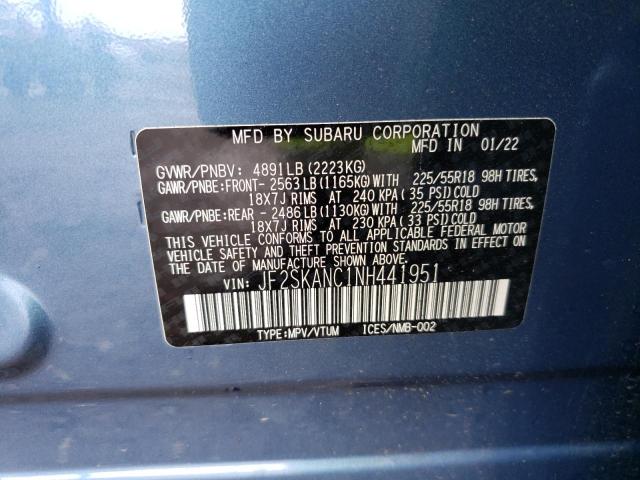 MFD BY SUBARU CORPORATION
MFD IN 01/22
GVWR/PNBV: 4891LB(2223KG)
GAWR/PNBE:FRONT- 2563LB(1165KG)WITH 225/55R18 98H TIRES,
18X7J RIMS AT 240 KPA(35 PSI)COLD
GAWR/PNBE:REAR -2486LB(1130KG)WITH 225/55R18 98H TIRES,
18X7J RIMS AT 230 KPA(33 PSI)COLD
THIS VEHICLE CONFORMS TO ALL APPLICABLE FEDERAL MOTOR
VEHICLE SAFETY AND THEFT PREVENTION STANDARDS IN EFFECT
ON THE DATE OF MANUFACTURE SHOWN ABOVE.
VIN: JF2SKANC1NH441951
TYPE:MPV/VTUM ICES/NMB-002